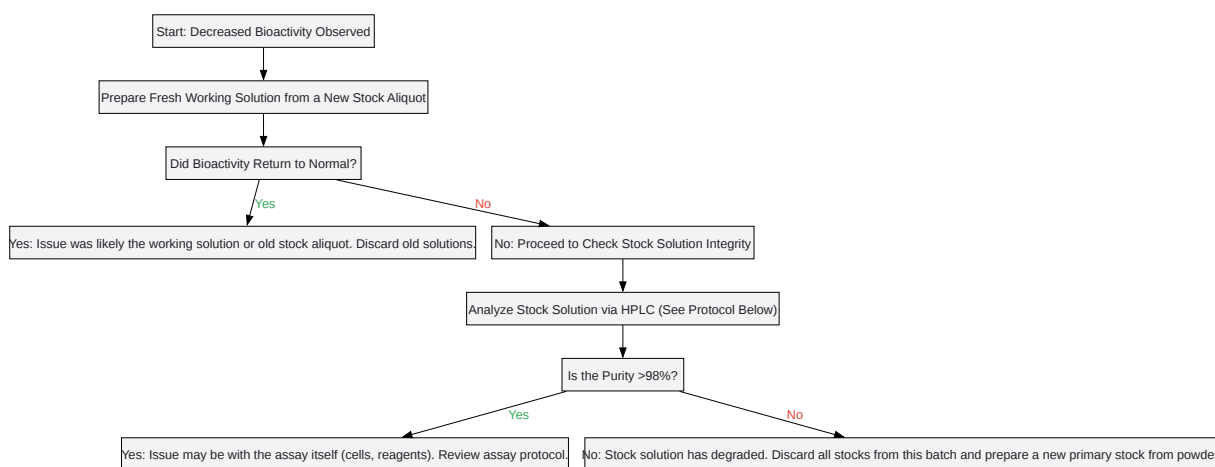 Start: Decreased Bioactivity Observed
Prepare Fresh Working Solution from a New Stock Aliquot
Did Bioactivity Return to Normal?
Yes
No
Yes: Issue was likely the working solution or old stock aliquot. Discard old solutions.
No: Proceed to Check Stock Solution Integrity
Analyze Stock Solution via HPLC (See Protocol Below)
Is the Purity >98%?
Yes
No
Yes: Issue may be with the assay itself (cells, reagents). Review assay protocol.
No: Stock solution has degraded. Discard all stocks from this batch and prepare a new primary stock from powde